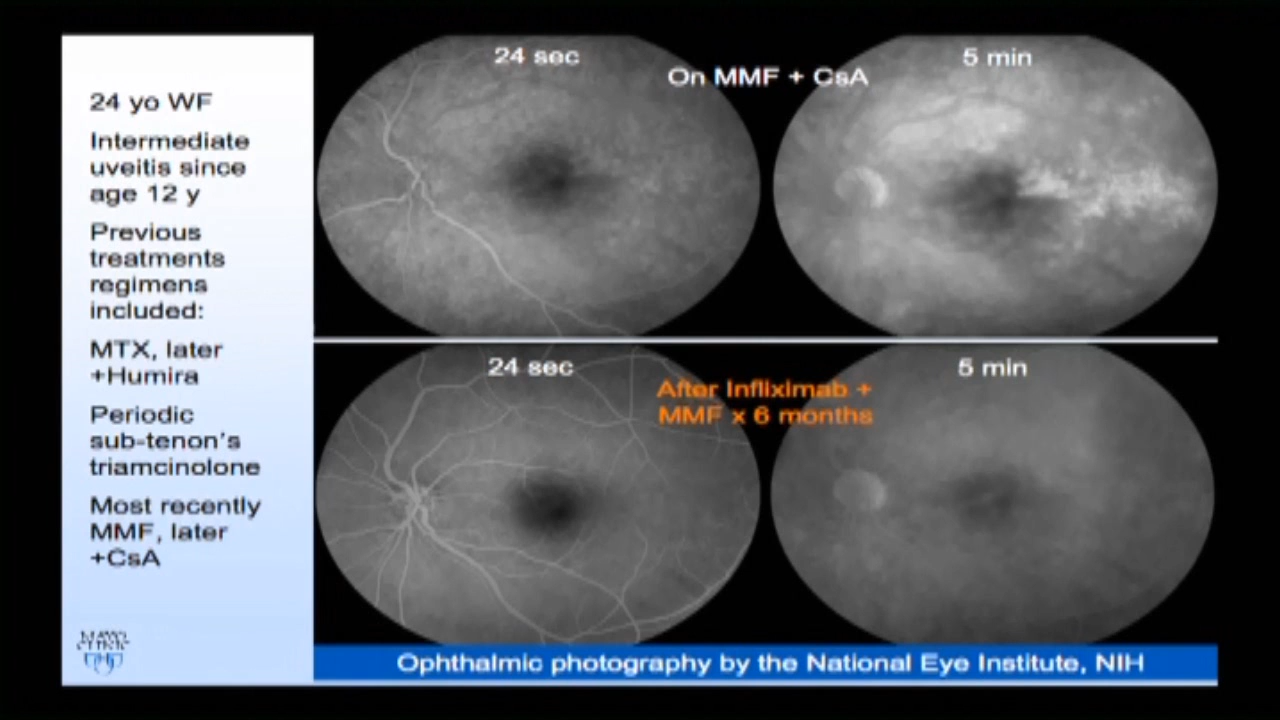 24 yo WF
Intermediate
uveitis since
age 12 y
Previous
treatments
regimens
included:
MTX, later
+Humira
Periodic
sub-tenon's
triamcinolone
Most recently
MMF, later
+CsA
MAYO
CLINIC
24 sec
On MMF + CsA
5 min
24 sec
After Infliximab +
MMF x 6 months
5 min
Ophthalmic photography by the National Eye Institute, NIH